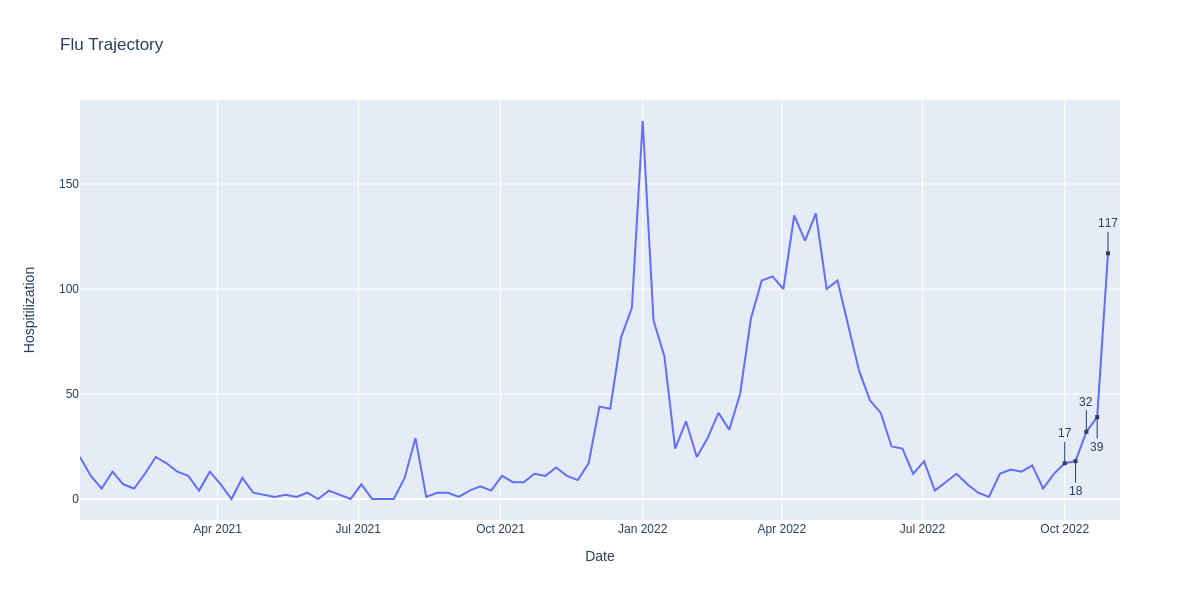 Flu Trajectory
Hospitilization
150
100
50
0
117
32
17
39
18
Apr 2021
Jul 2021
Oct 2021
Jan 2022
Apr 2022
Jul 2022
Oct 2022
Date